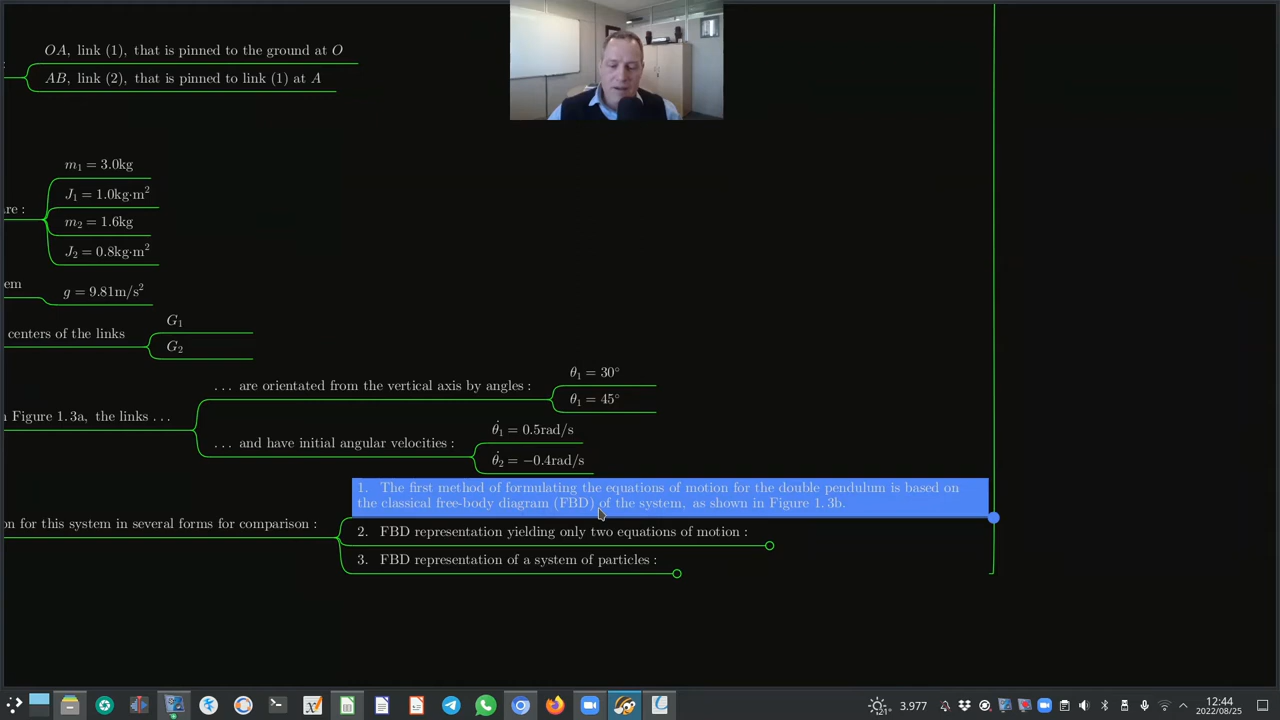 OA, link (1), that is pinned to the ground at O
:
AB, link (2), that is pinned to link (1) at A
m₁ = 3.0kg
J₁ = 1.0kg·m²
re :
m₂ = 1.6kg
J₂ = 0.8kg·m²
em
g = 9.81m/s²
G₁
centers of the links
G₂
θ₁ = 30°
... are orientated from the vertical axis by angles :
θ₁ = 45°
n Figure 1.3a, the links ...
θ̇₁ = 0.5rad/s
... and have initial angular velocities :
θ̇₂ = −0.4rad/s
1. The first method of formulating the equations of motion for the double pendulum is based on
the classical free-body diagram (FBD) of the system, as shown in Figure 1.3b.
on for this system in several forms for comparison :
2. FBD representation yielding only two equations of motion :
3. FBD representation of a system of particles :
+21°
3.977
12:44
2022/08/25